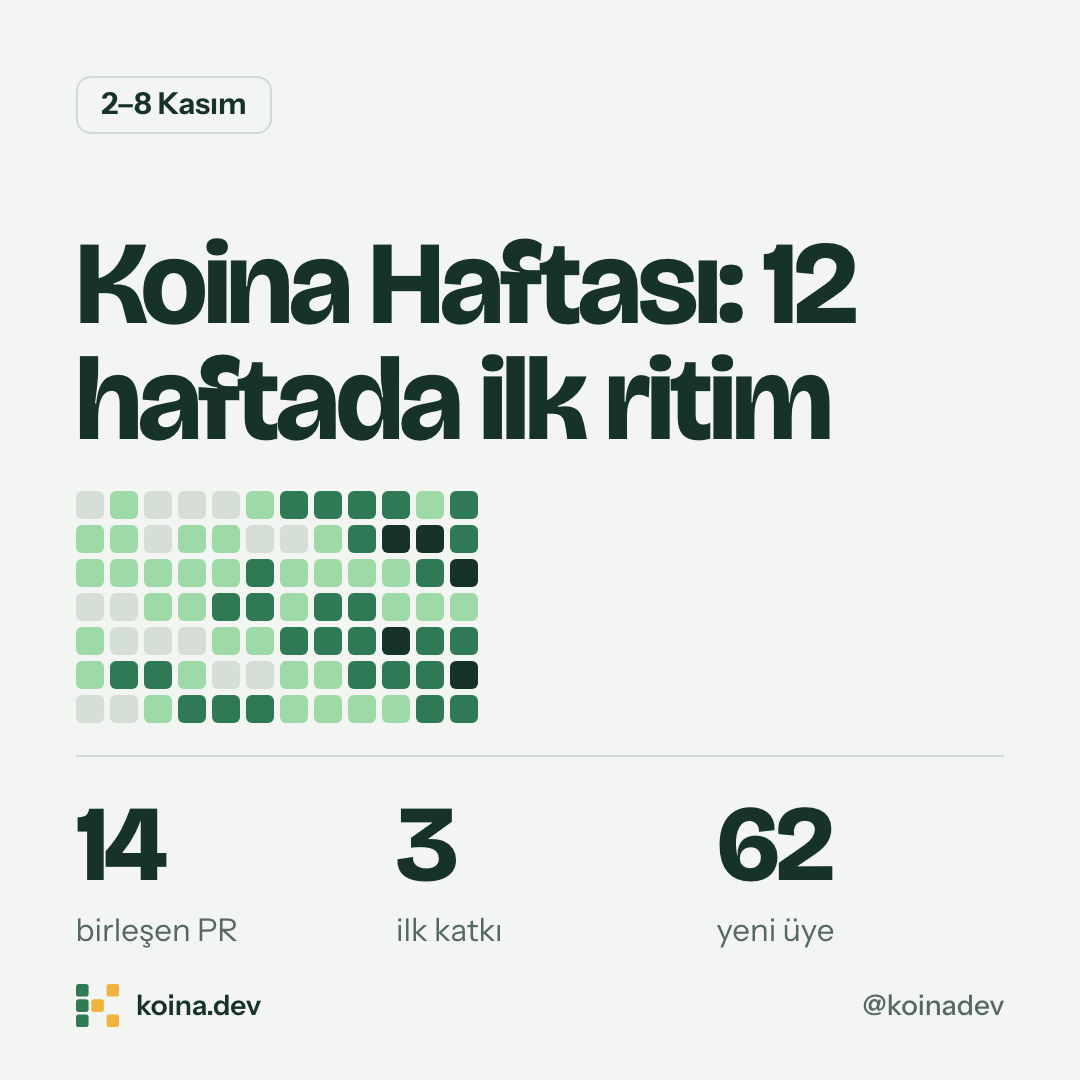 2–8 Kasım
Koina Haftası: 12
haftada ilk ritim
14
birleşen PR
3
ilk katkı
62
yeni üye
koina.dev
@koinadev